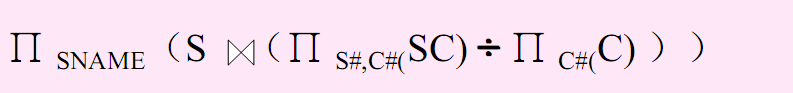 ∏ SNAME（S ⋈（∏ S#,C#(SC) ÷ ∏ C#(C)））